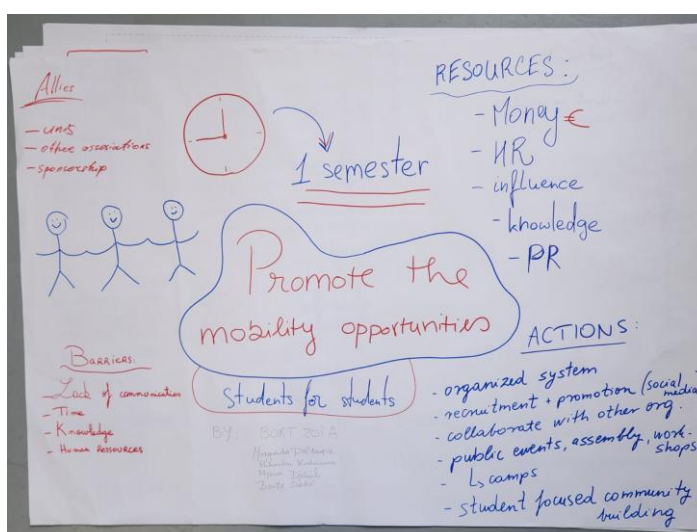 Allies
- unis
- other associations
- sponsorship
1 semester
RESOURCES:
- Money €
- HR
- influence
- knowledge
- PR
Promote the
mobility opportunities
Students for students
BARRIERS:
- Lack of communication
- Time
- Knowledge
- Human Ressources
ACTIONS:
- organized system
- recruitment + promotion (social media)
- collaborate with other org.
- public events, assembly, work-
shops
↳ camps
- student focused community
building
BY: